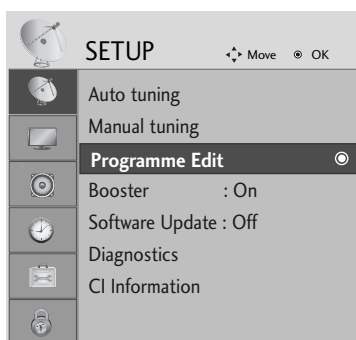 SETUP Move OK
Auto tuning
Manual tuning
Programme Edit
Booster : On
Software Update : Off
Diagnostics
CI Information